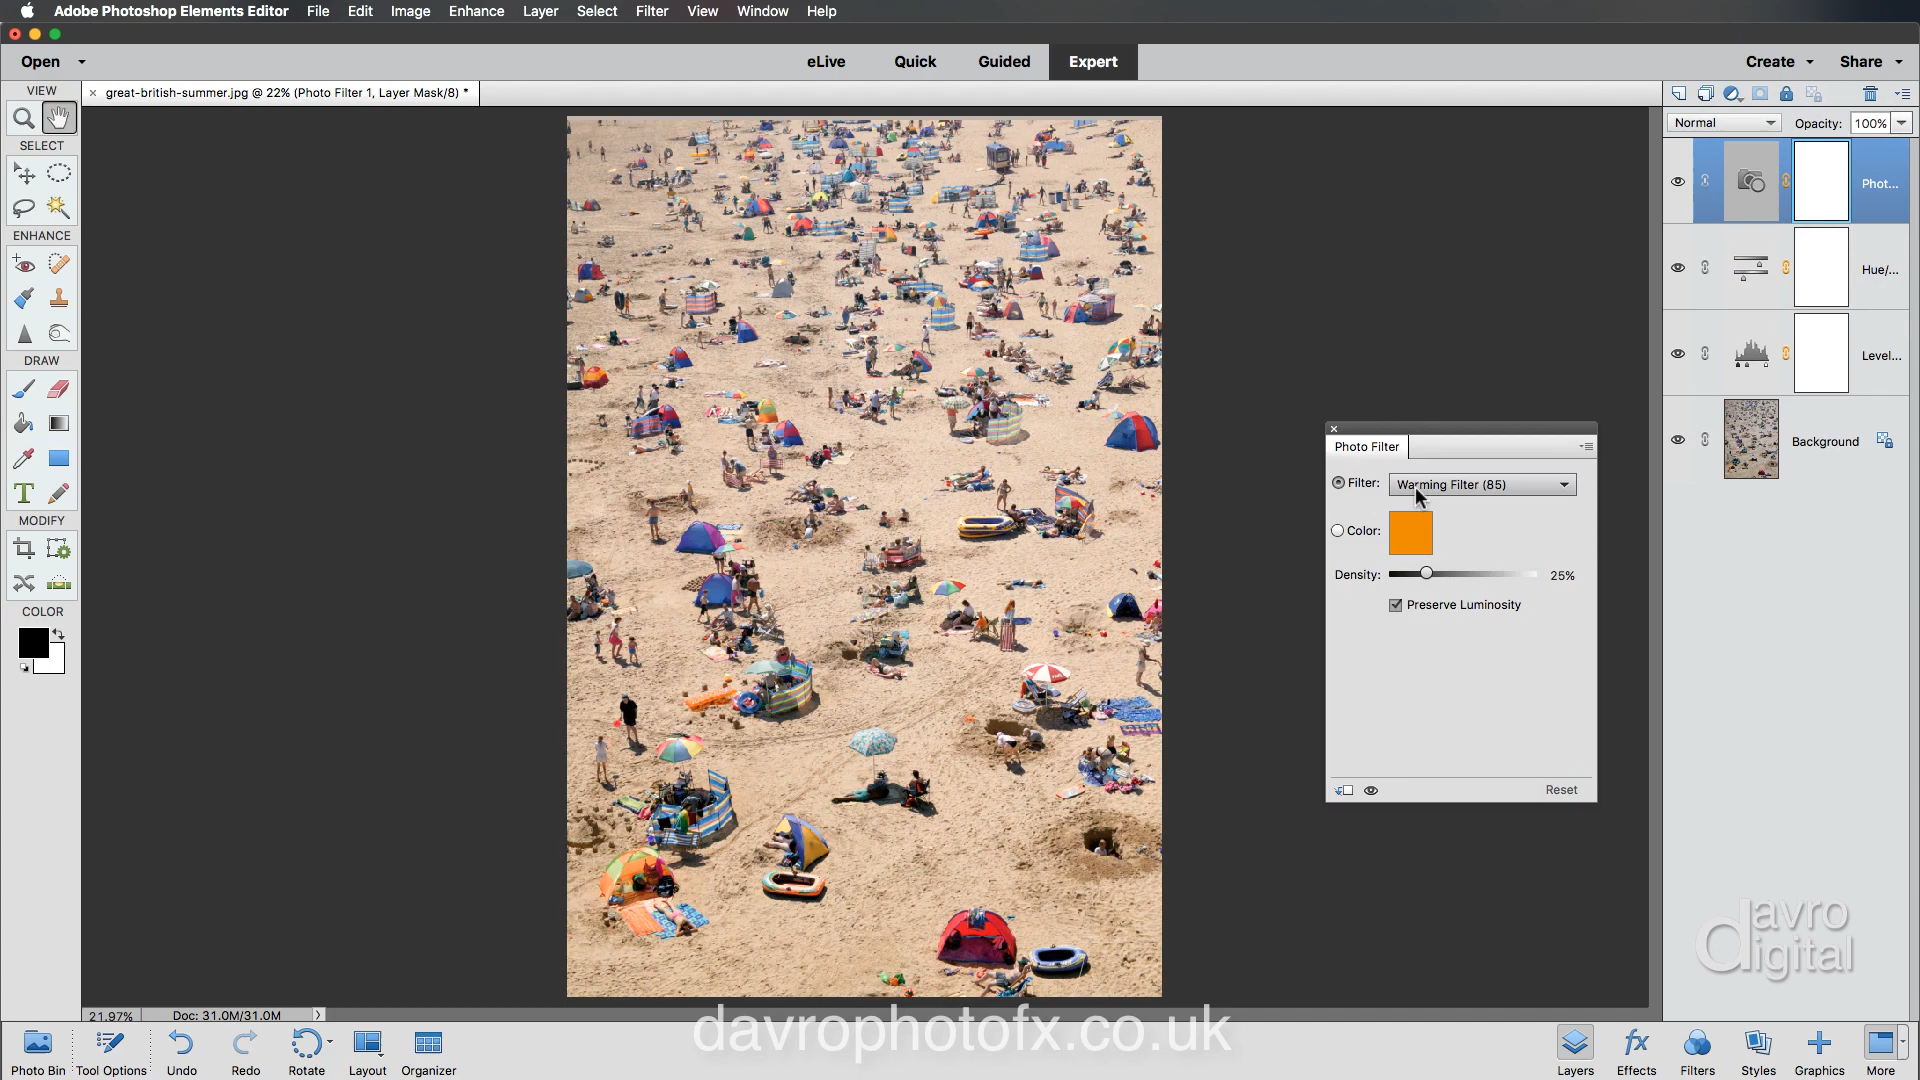 Adobe Photoshop Elements Editor File Edit Image Enhance Layer Select Filter View Window Help
Open eLive Quick Guided Expert Create Share
VIEW
great-british-summer.jpg @ 22% (Photo Filter 1, Layer Mask/8) *
Normal Opacity: 100%
SELECT
Phot...
ENHANCE
Hue/...
Level...
DRAW
Background
Photo Filter
Filter: Warming Filter (85)
Color:
Density: 25%
Preserve Luminosity
Reset
MODIFY
COLOR
davro
digital
21.97% Doc: 31.0M/31.0M
davrophotofx.co.uk
Photo Bin Tool Options Undo Redo Rotate Layout Organizer
Layers Effects Filters Styles Graphics More